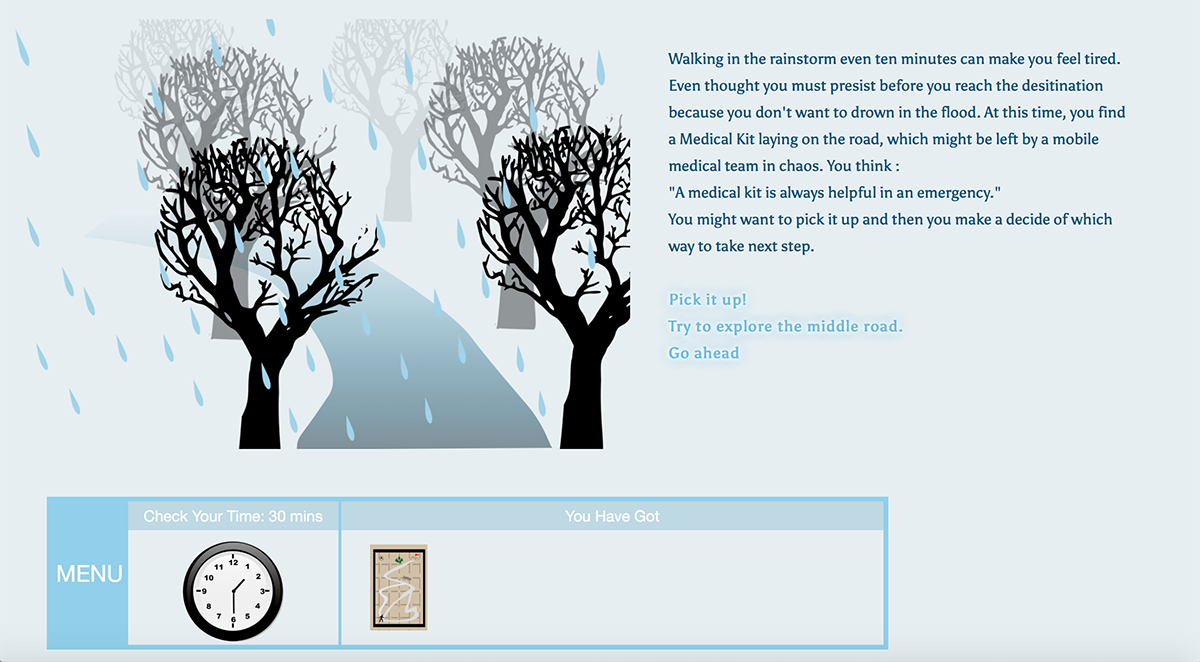 Walking in the rainstorm even ten minutes can make you feel tired.
Even thought you must presist before you reach the desitination
because you don't want to drown in the flood. At this time, you find
a Medical Kit laying on the road, which might be left by a mobile
medical team in chaos. You think :
"A medical kit is always helpful in an emergency."
You might want to pick it up and then you make a decide of which
way to take next step.
Pick it up!
Try to explore the middle road.
Go ahead
MENU
Check Your Time: 30 mins
You Have Got
12
1
2
3
4
5
6
7
8
9
10
11